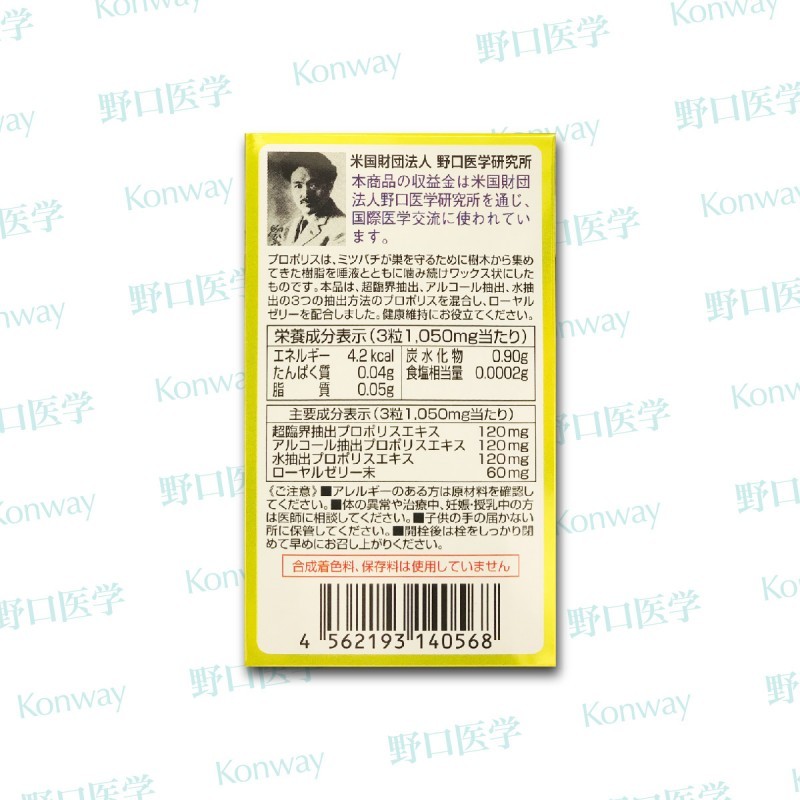 米国財団法人 野口医学研究所
本商品の収益金は米国財団
法人野口医学研究所を通じ、
国際医学交流に使われてい
ます。
プロポリスは、ミツバチが巣を守るために樹木から集め
てきた樹脂を唾液とともに噛み続けワックス状にした
ものです。本品は、超臨界抽出、アルコール抽出、水抽
出の3つの抽出方法のプロポリスを混合し、ローヤル
ゼリーを配合しました。健康維持にお役立てください。
栄養成分表示(3粒1,050mg当たり)
エネルギー 4.2kcal 炭水化物 0.90g
たんぱく質 0.04g 食塩相当量 0.0002g
脂質 0.05g
主要成分表示(3粒1,050mg当たり)
超臨界抽出プロポリスエキス 120mg
アルコール抽出プロポリスエキス 120mg
水抽出プロポリスエキス 120mg
ローヤルゼリー末 60mg
《ご注意》■アレルギーのある方は原材料を確認し
てください。■体の異常や治療中、妊娠・授乳中の方
は医師に相談してください。■子供の手の届かない
所に保管してください。■開栓後は栓をしっかり閉
めて早めにお召し上がりください。
合成着色料、保存料は使用していません
4 562193 140568
Konway
野口医学